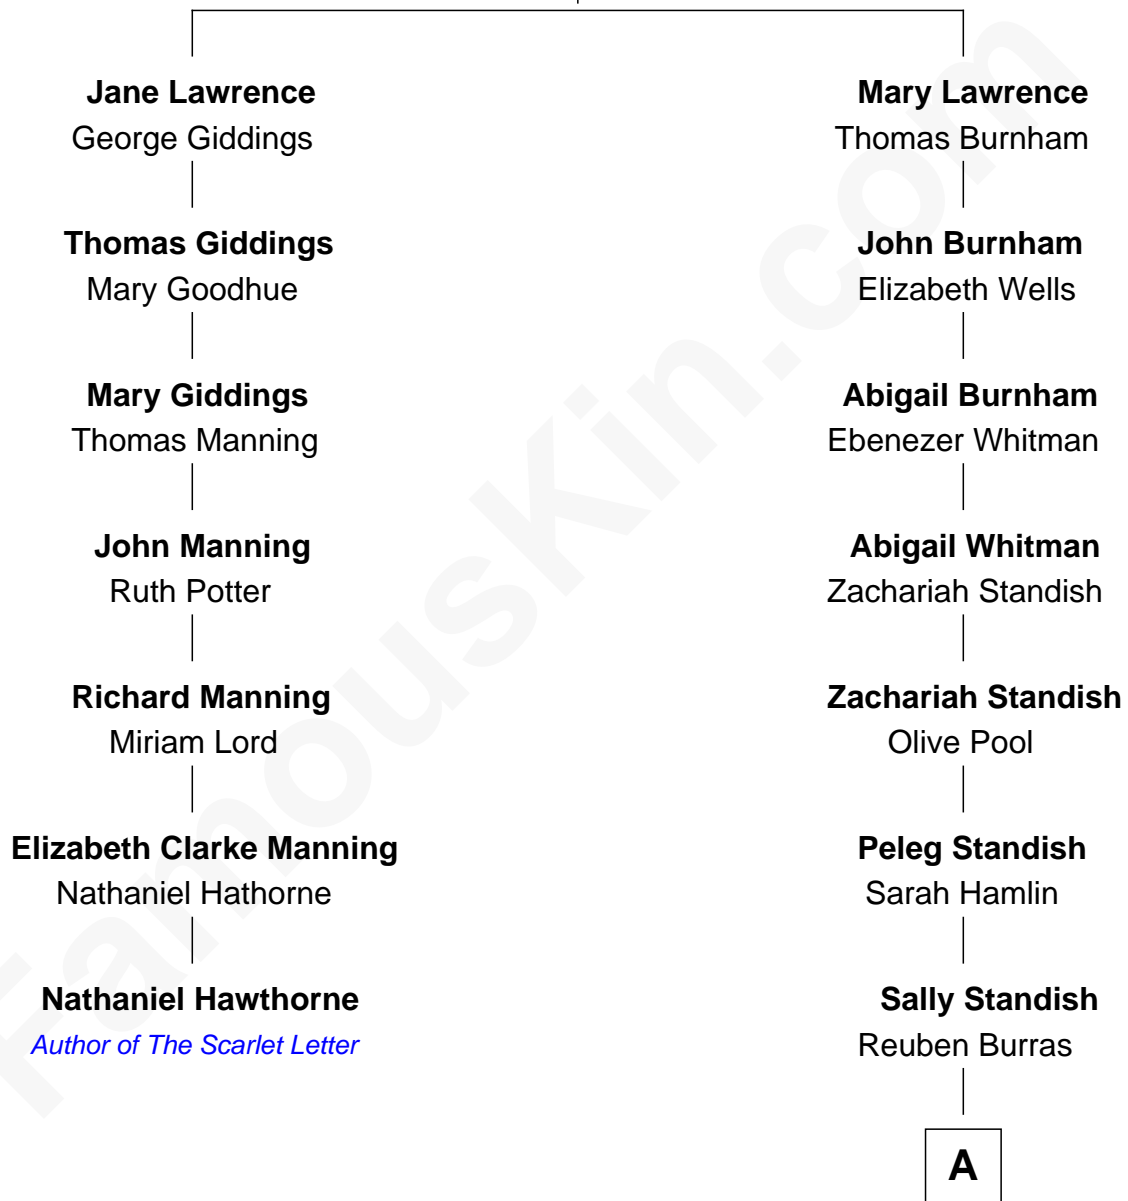 Jane Lawrence
George Giddings
Thomas Giddings
Mary Goodhue
Mary Giddings
Thomas Manning
John Manning
Ruth Potter
Richard Manning
Miriam Lord
Elizabeth Clarke Manning
Nathaniel Hathorne
Nathaniel Hawthorne
Author of The Scarlet Letter
Mary Lawrence
Thomas Burnham
John Burnham
Elizabeth Wells
Abigail Burnham
Ebenezer Whitman
Abigail Whitman
Zachariah Standish
Zachariah Standish
Olive Pool
Peleg Standish
Sarah Hamlin
Sally Standish
Reuben Burras
A
FamousKin.com